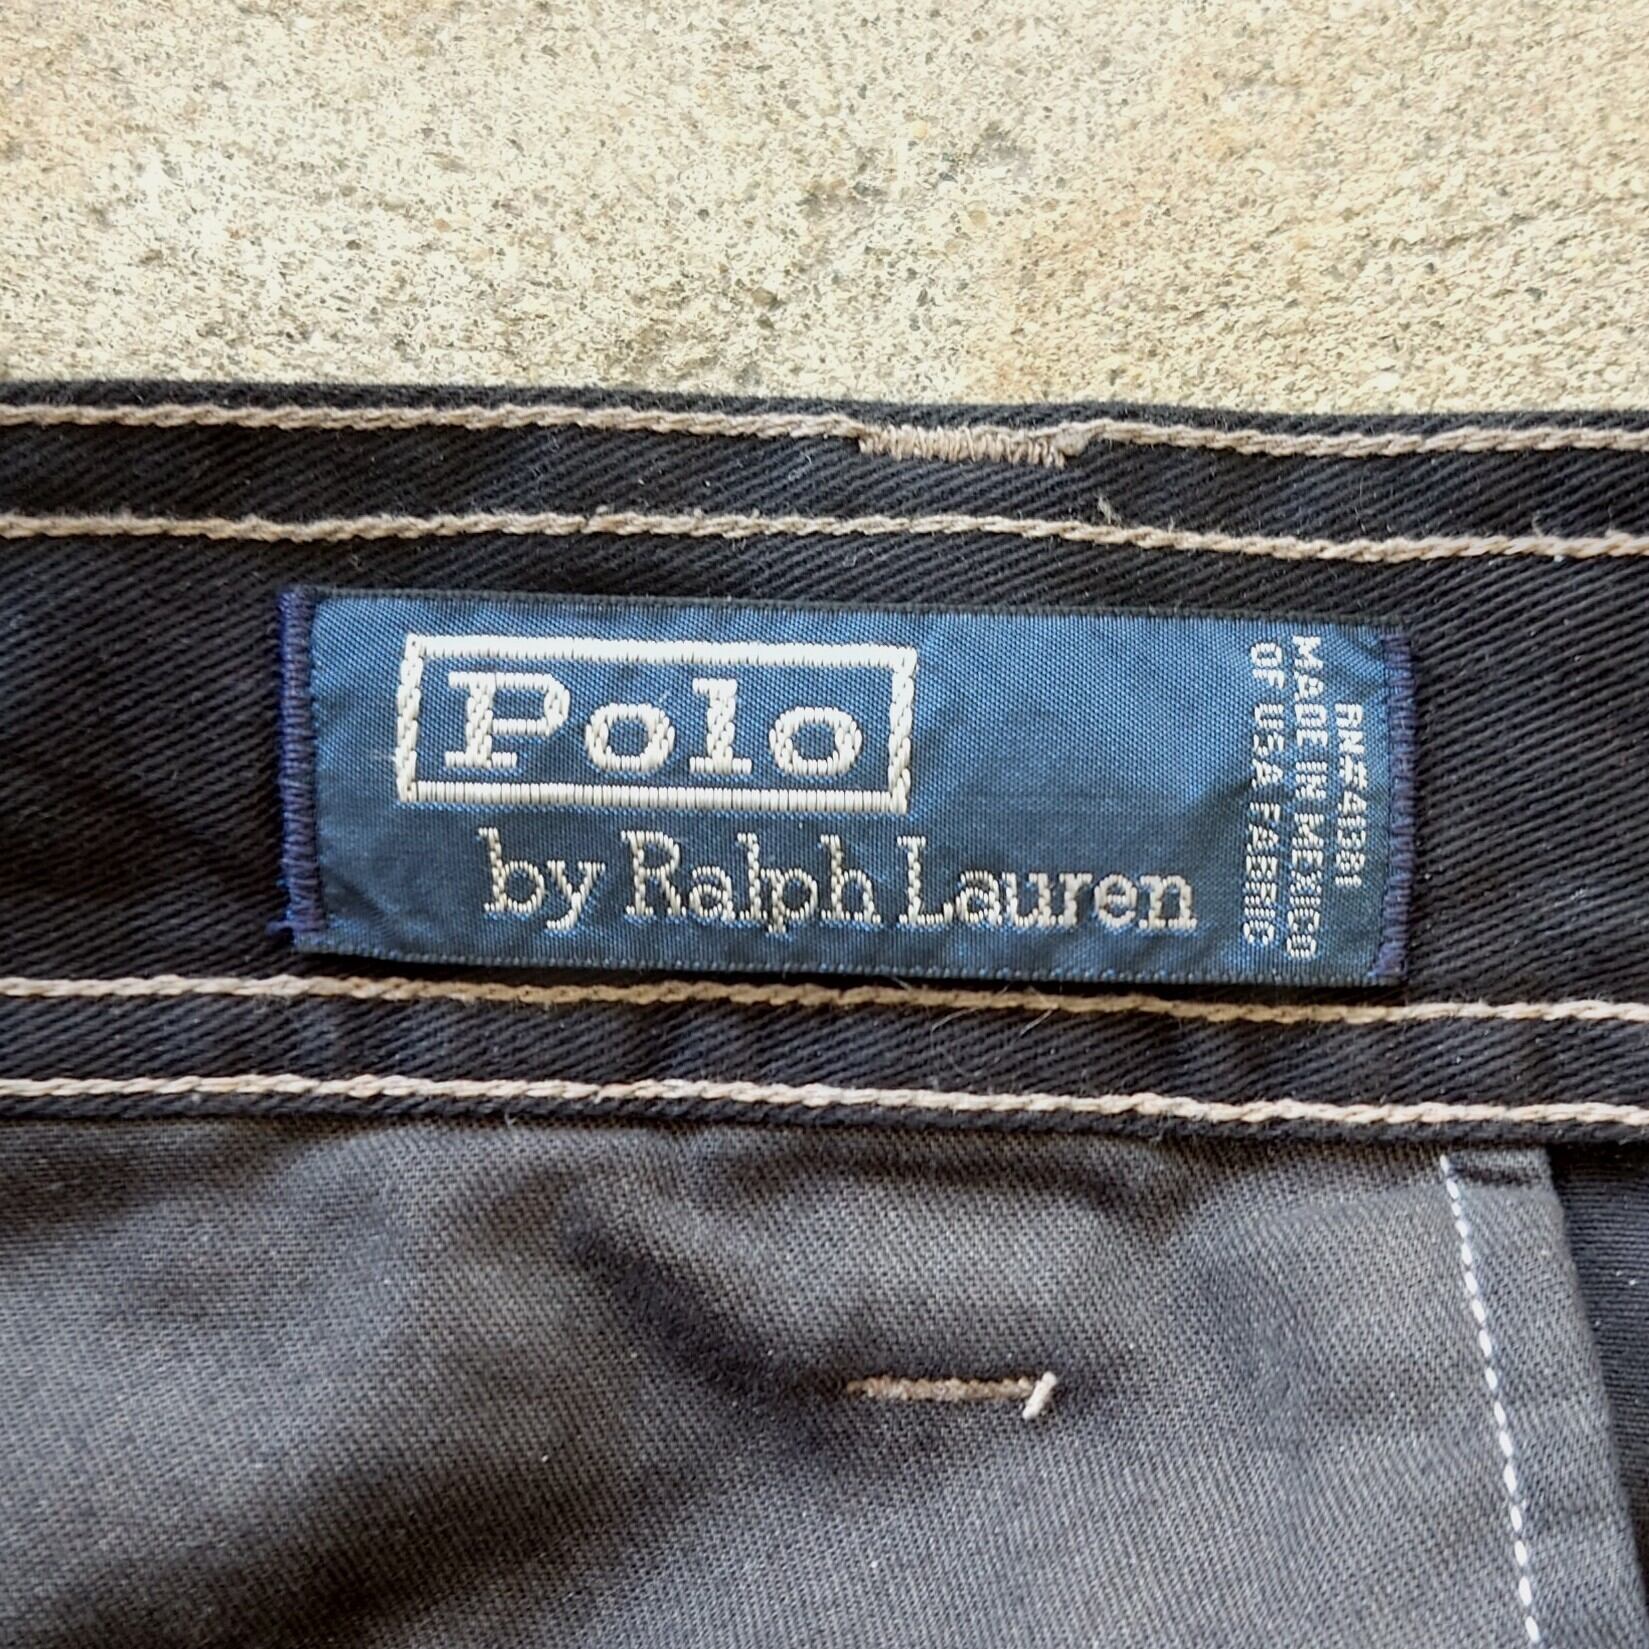 Polo
by Ralph Lauren
RN#41381
MADE IN MEXICO
OF USA FABRIC